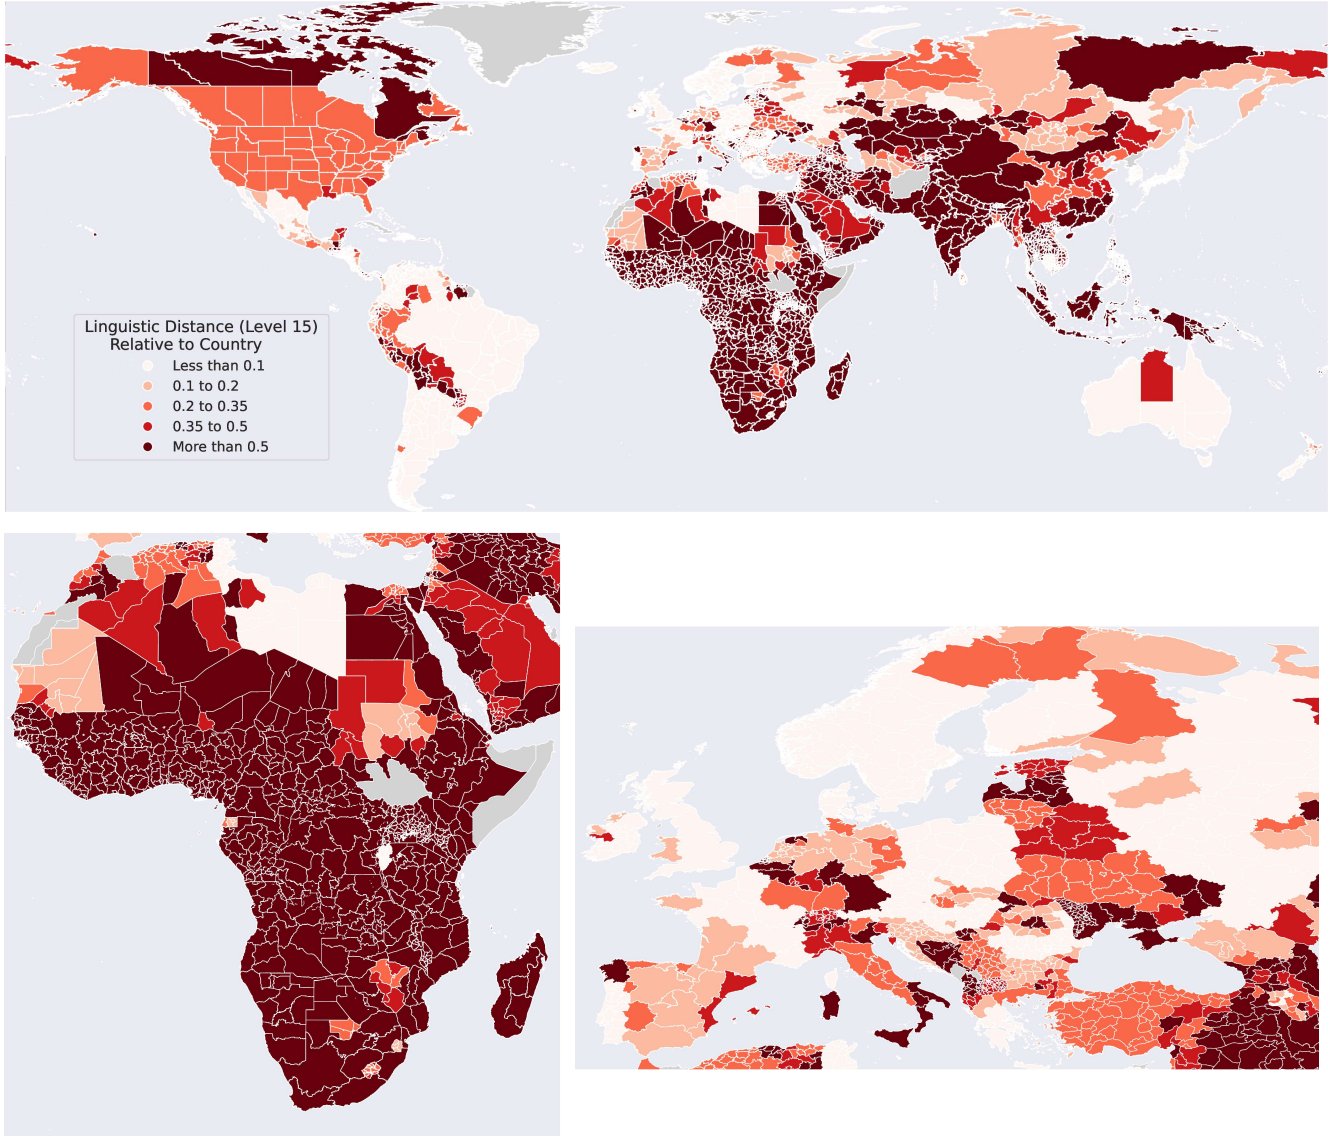 Linguistic Distance (Level 15)
Relative to Country
Less than 0.1
0.1 to 0.2
0.2 to 0.35
0.35 to 0.5
More than 0.5